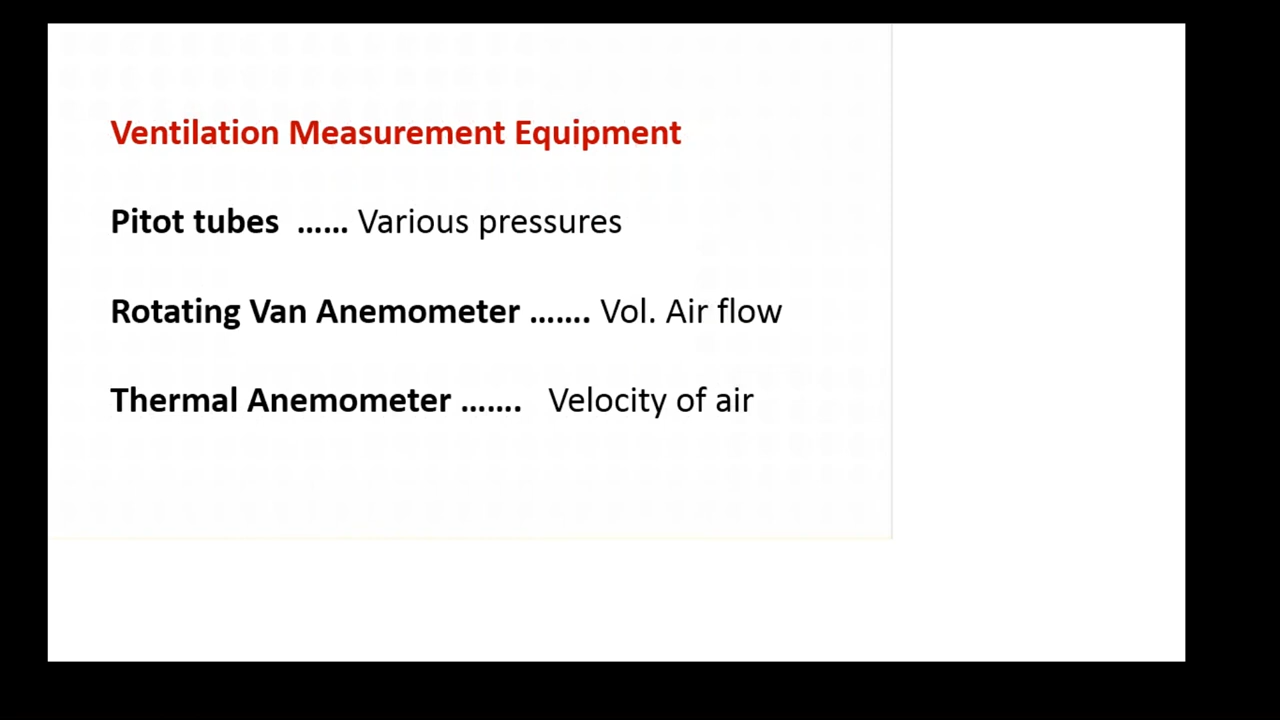 Ventilation Measurement Equipment
Pitot tubes ...... Various pressures
Rotating Van Anemometer ....... Vol. Air flow
Thermal Anemometer ....... Velocity of air